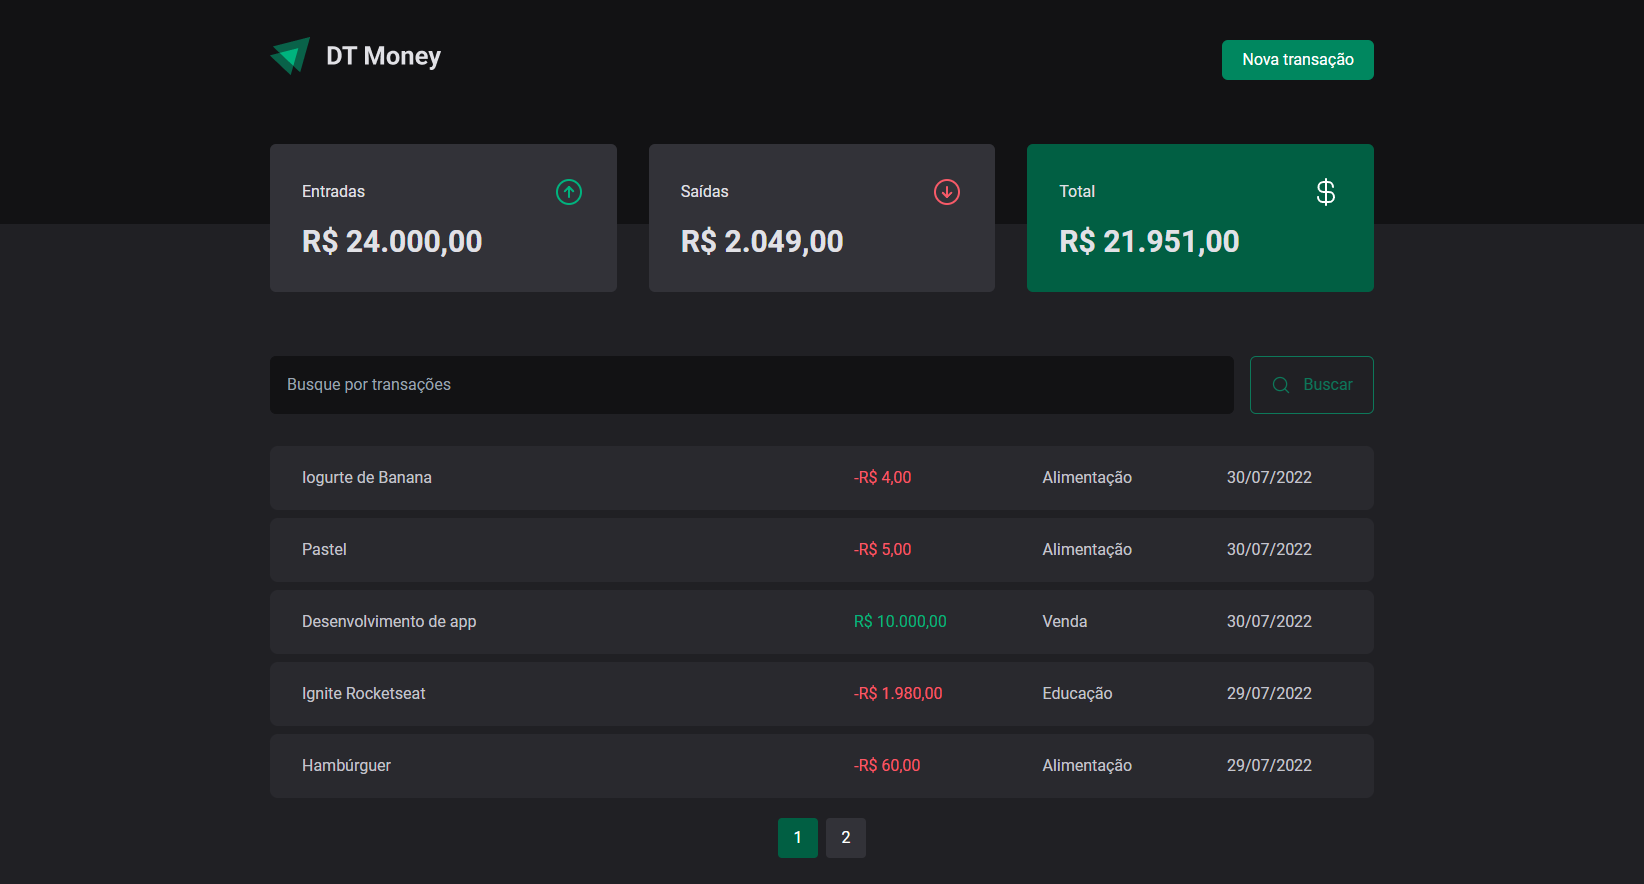 DT Money
Nova transação
Entradas
R$ 24.000,00
Saídas
R$ 2.049,00
Total
$
R$ 21.951,00
Busque por transações
Buscar
Iogurte de Banana -R$ 4,00 Alimentação 30/07/2022
Pastel -R$ 5,00 Alimentação 30/07/2022
Desenvolvimento de app R$ 10.000,00 Venda 30/07/2022
Ignite Rocketseat -R$ 1.980,00 Educação 29/07/2022
Hambúrguer -R$ 60,00 Alimentação 29/07/2022
1 2